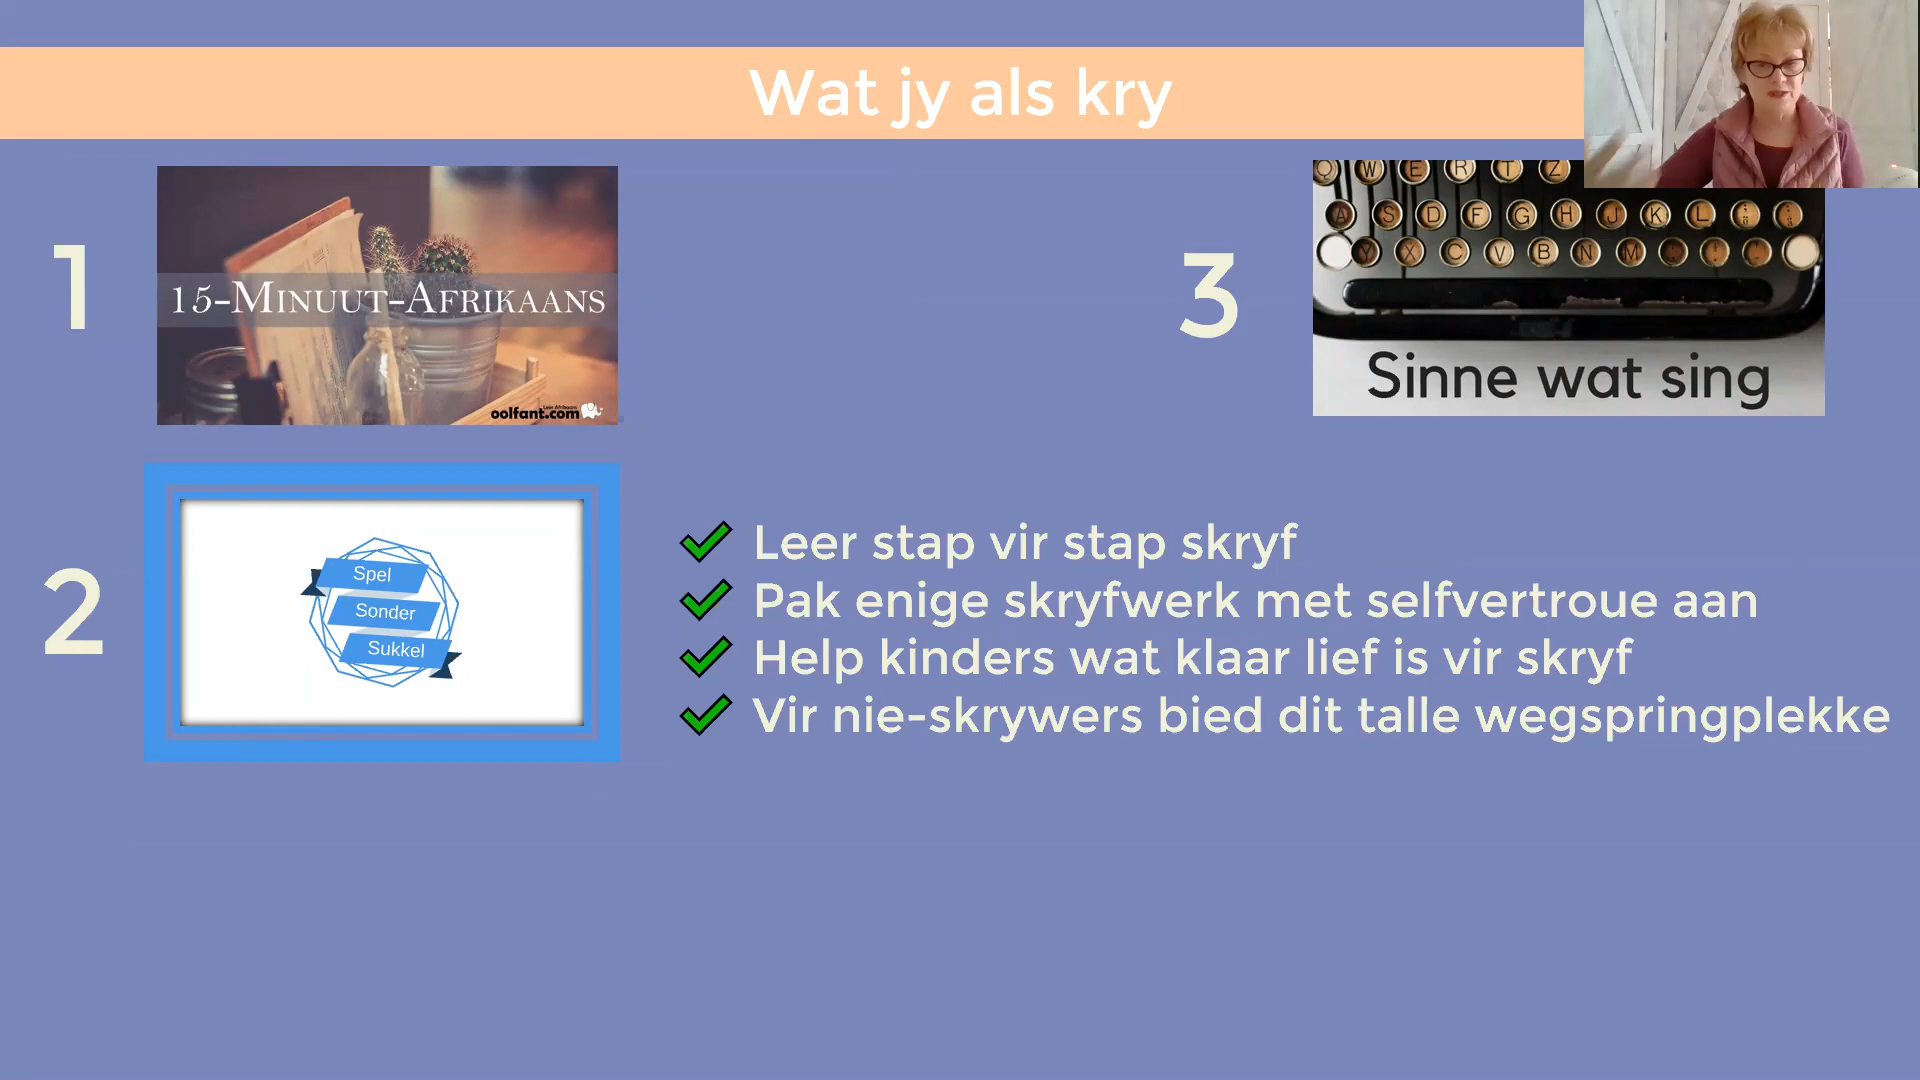 Wat jy als kry
1
15-Minuut-Afrikaans
Leer Afrikaans
oolfant.com
3
Q W E R T Z
A S D F G H J K L
Y X C V B N M
Sinne wat sing
2
Spel
Sonder
Sukkel
Leer stap vir stap skryf
Pak enige skryfwerk met selfvertroue aan
Help kinders wat klaar lief is vir skryf
Vir nie-skrywers bied dit talle wegspringplekke